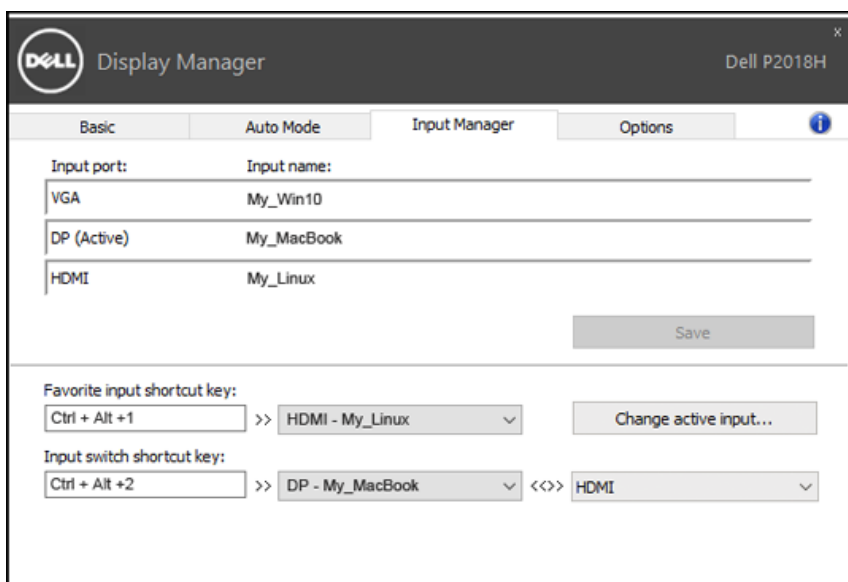 x
DELL Display Manager Dell P2018H
Basic Auto Mode Input Manager Options i
Input port: Input name:
VGA My_Win10
DP (Active) My_MacBook
HDMI My_Linux
Save
Favorite input shortcut key:
Ctrl + Alt +1 >> HDMI - My_Linux Change active input...
Input switch shortcut key:
Ctrl + Alt +2 >> DP - My_MacBook <<>> HDMI